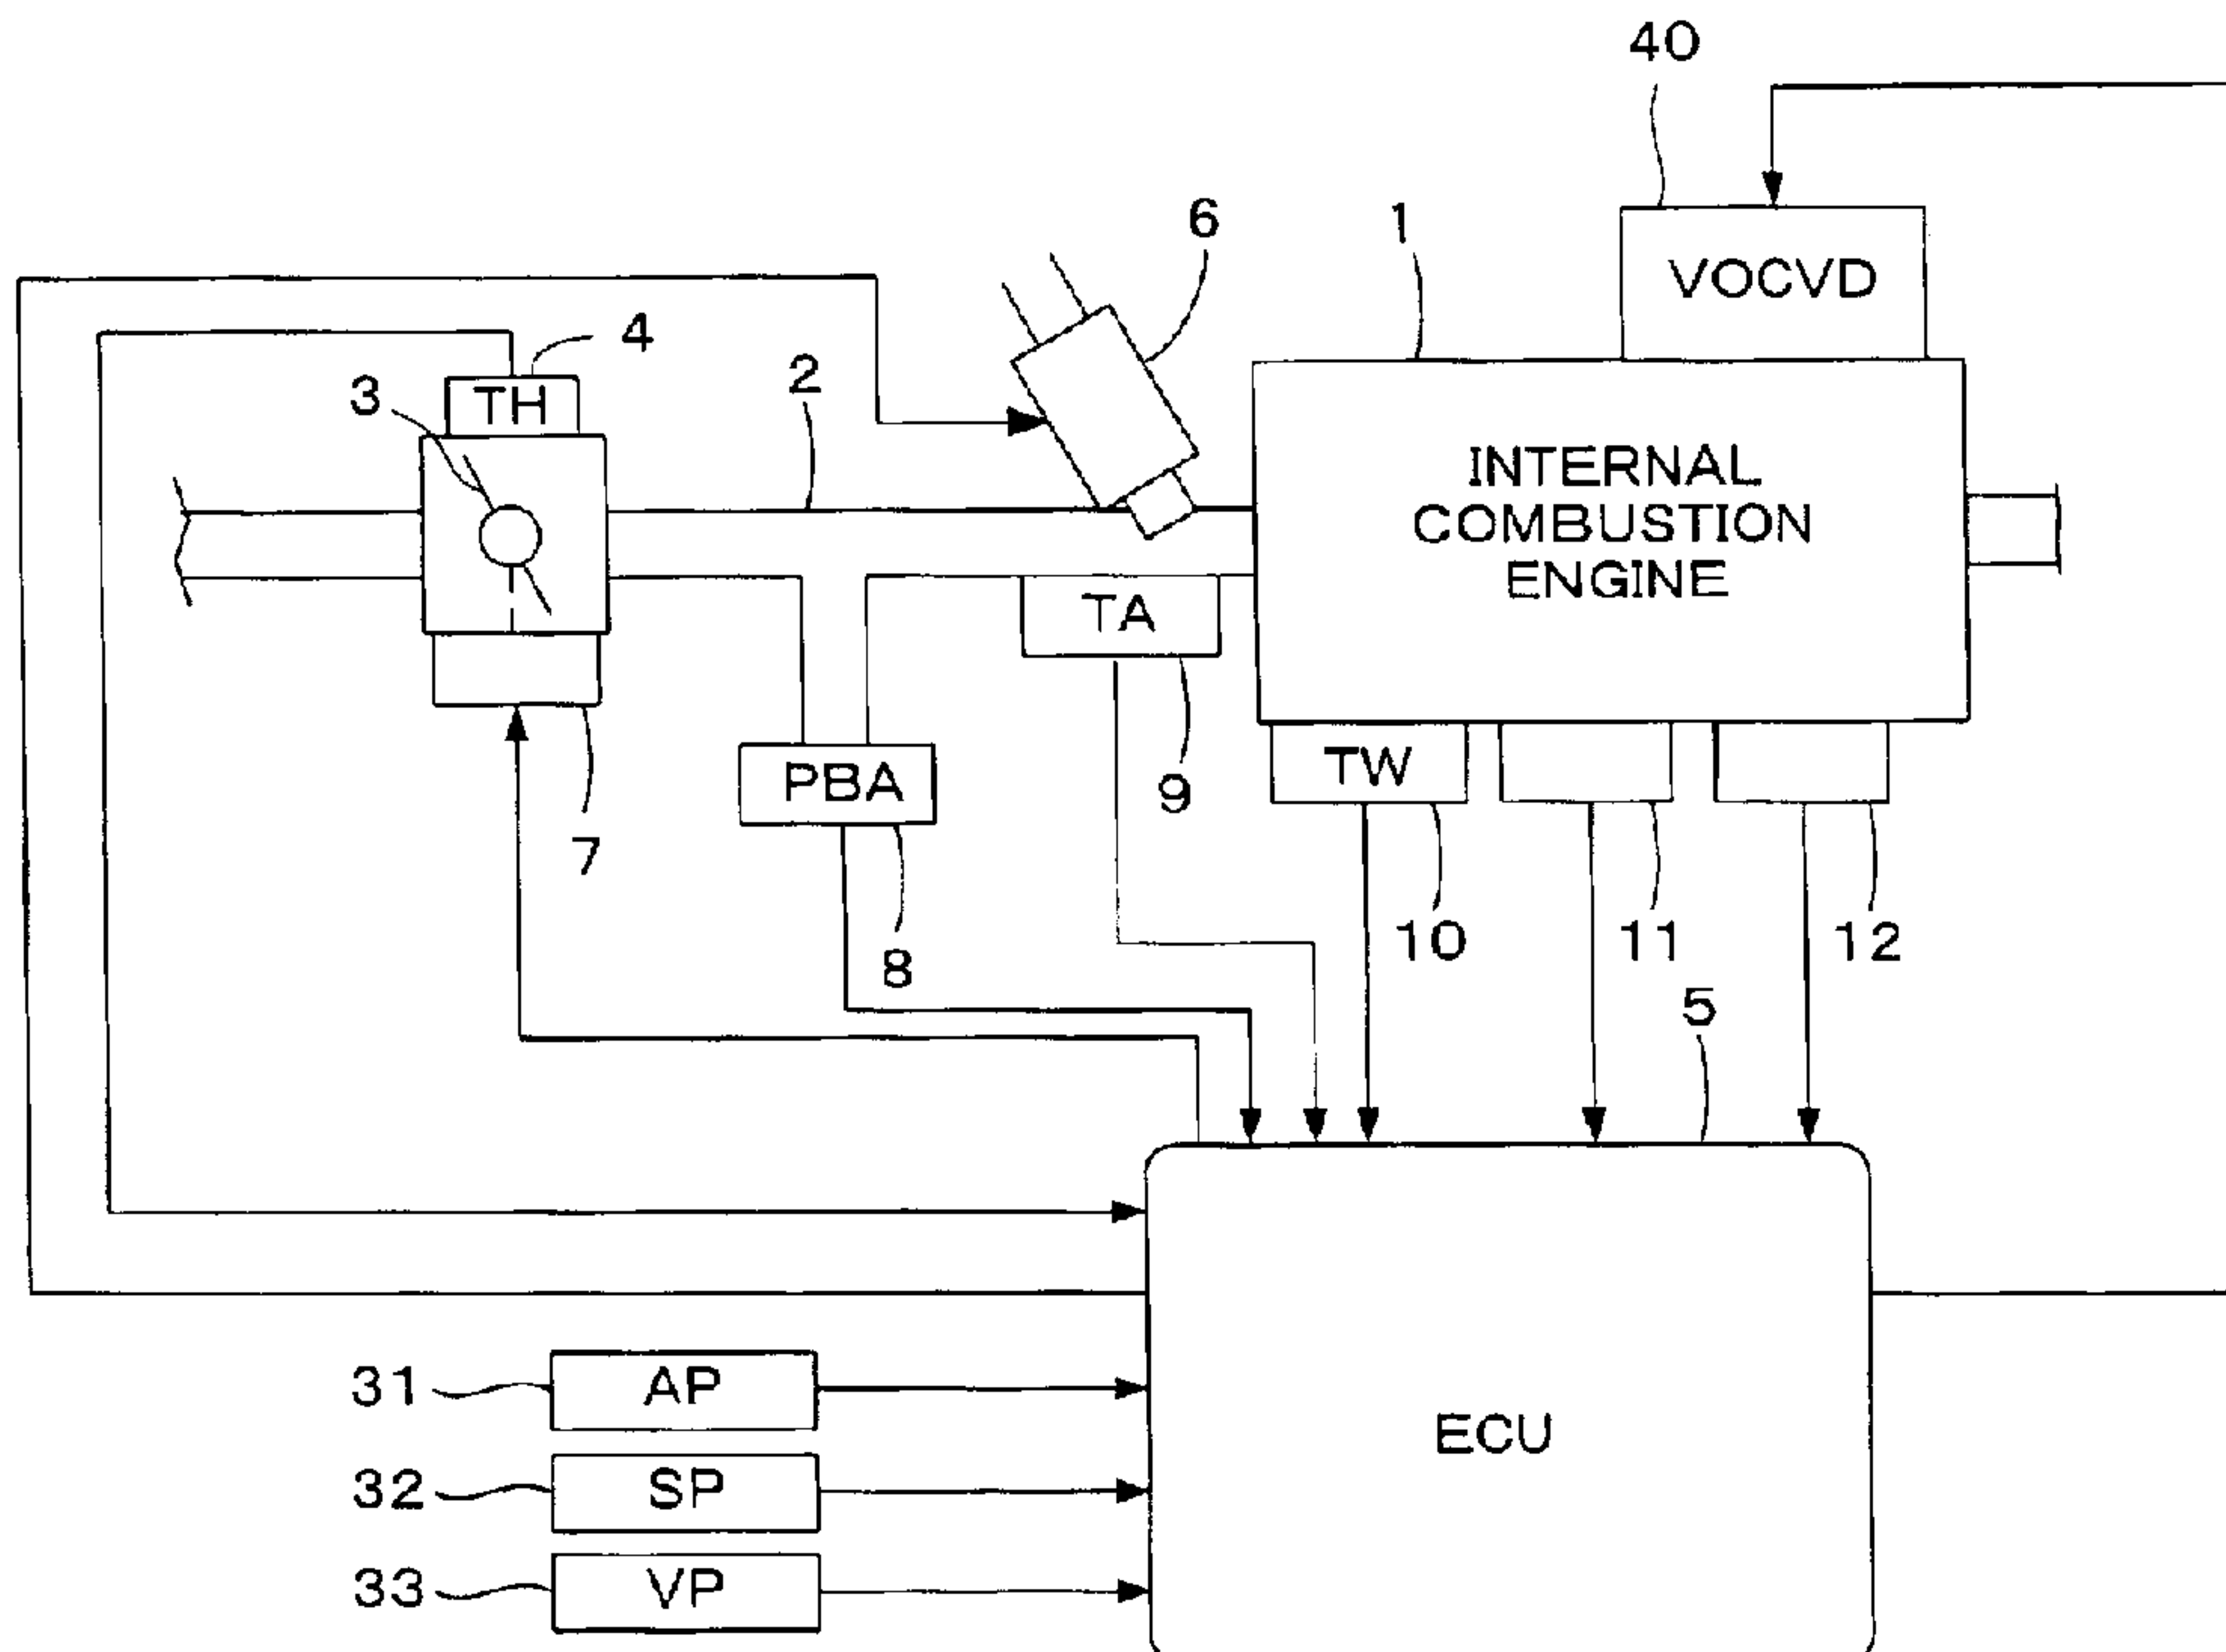 40
6
1
VOCVD
4
2
3
TH
INTERNAL
COMBUSTION
ENGINE
TA
TW
PBA
9
7
8
10
11
12
5
31
AP
ECU
32
SP
33
VP